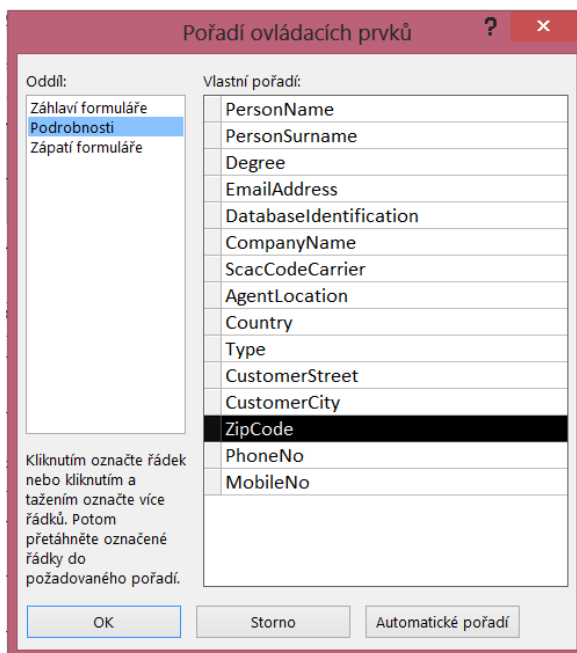 Pořadí ovládacích prvků
?
×
Oddíl:
Záhlaví formuláře
Podrobnosti
Zápatí formuláře
Kliknutím označte řádek
nebo kliknutím a
tažením označte více
řádků. Potom
přetáhněte označené
řádky do
požadovaného pořadí.
Vlastní pořadí:
PersonName
PersonSurname
Degree
EmailAddress
DatabaseIdentification
CompanyName
ScacCodeCarrier
AgentLocation
Country
Type
CustomerStreet
CustomerCity
ZipCode
PhoneNo
MobileNo
OK
Storno
Automatické pořadí